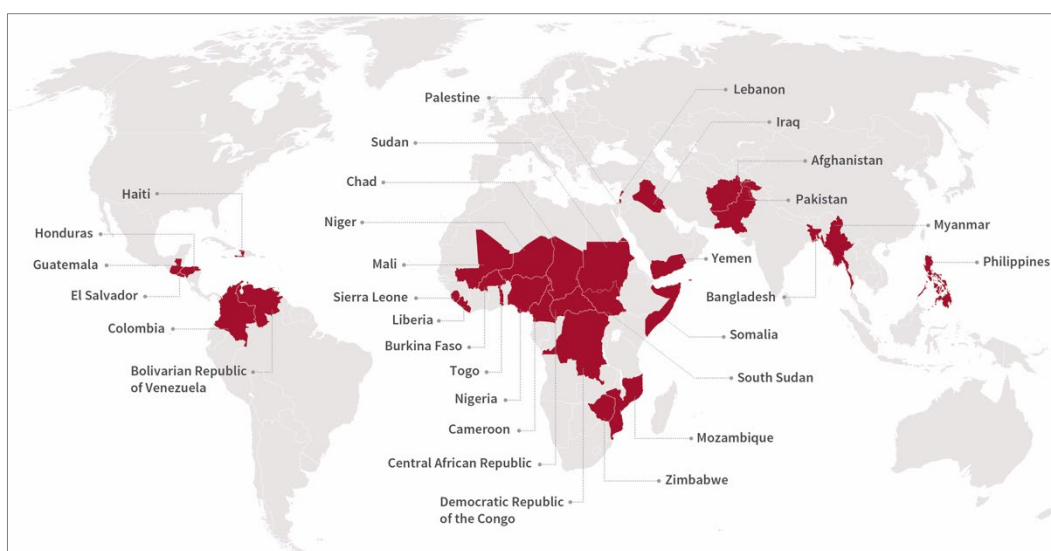 Palestine
Lebanon
Iraq
Sudan
Afghanistan
Chad
Haiti
Pakistan
Niger
Myanmar
Honduras
Mali
Yemen
Philippines
Guatemala
El Salvador
Sierra Leone
Bangladesh
Liberia
Colombia
Somalia
Burkina Faso
Bolivarian Republic
of Venezuela
Togo
South Sudan
Nigeria
Cameroon
Mozambique
Central African Republic
Zimbabwe
Democratic Republic
of the Congo